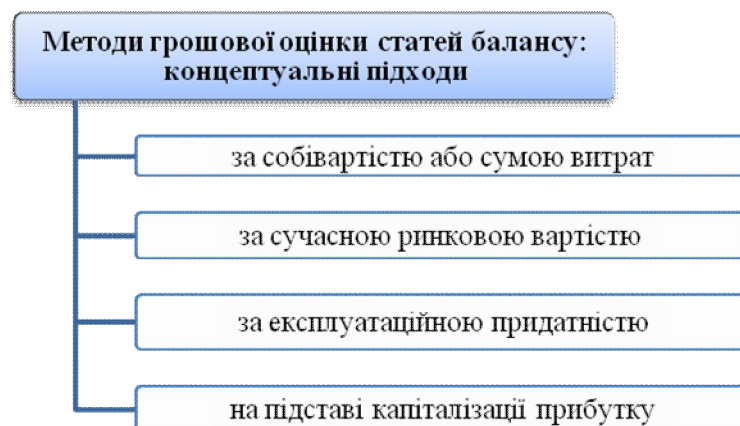 Методи грошової оцінки статей балансу:
концептуальні підходи
за собівартістю або сумою витрат
за сучасною ринковою вартістю
за експлуатаційною придатністю
на підставі капіталізації прибутку